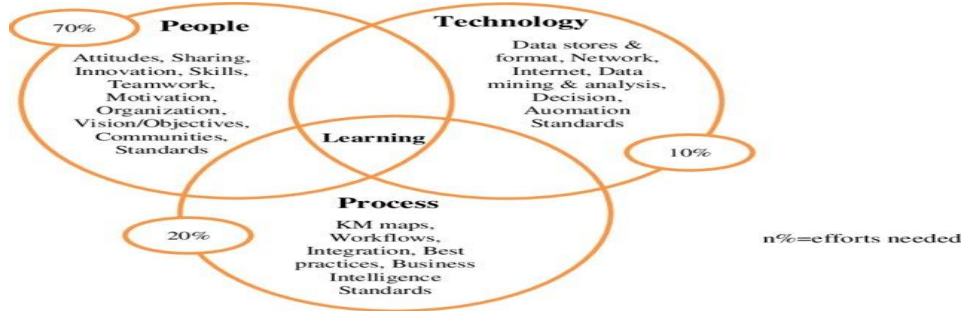 70%
People
Attitudes, Sharing,
Innovation, Skills,
Teamwork,
Motivation,
Organization,
Vision/Objectives,
Communities,
Standards
Technology
Data stores &
format, Network,
Internet, Data
mining & analysis,
Decision,
Auomation
Standards
10%
Learning
Process
KM maps,
Workflows,
Integration, Best
practices, Business
Intelligence
Standards
20%
n%=efforts needed